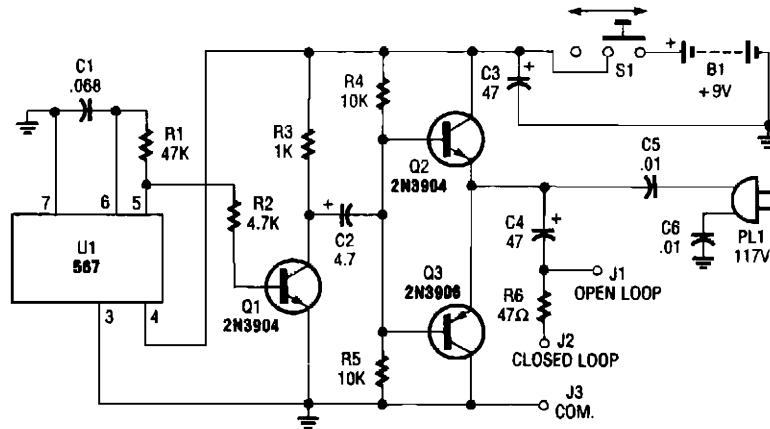 C1
.068
R1
47K
7
6
5
U1
567
3
4
R2
4.7K
R3
1K
+
C2
4.7
Q1
2N3904
R4
10K
R5
10K
Q2
2N3904
Q3
2N3906
C3
47
+
S1
+
B1
+9V
C5
.01
C4
47
+
C6
.01
PL1
117V
R6
47Ω
J1
OPEN LOOP
J2
CLOSED LOOP
J3
COM.